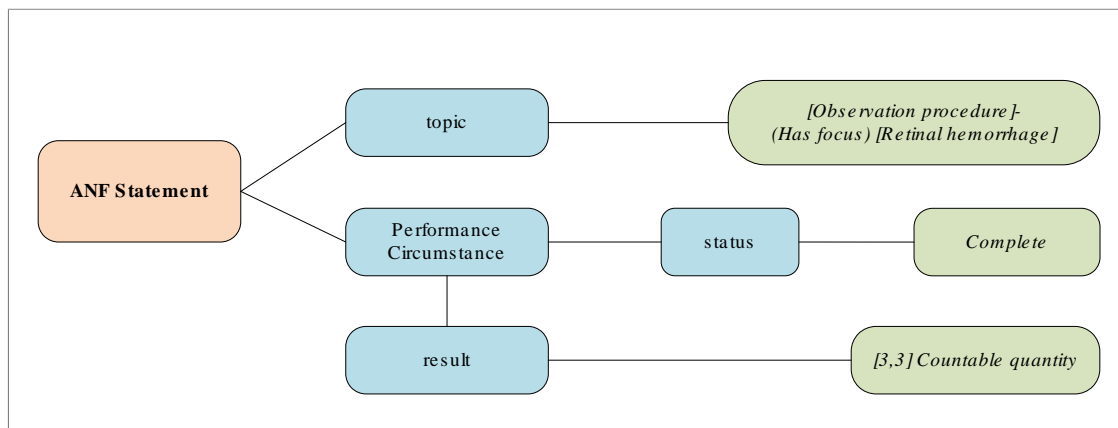 topic
[Observation procedure]-
(Has focus) [Retinal hemorrhage]
ANF Statement
Performance
Circumstance
status
Complete
result
[3,3] Countable quantity